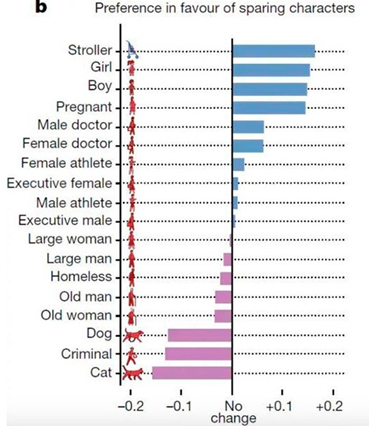 b Preference in favour of sparing characters
Stroller
Girl
Boy
Pregnant
Male doctor
Female doctor
Female athlete
Executive female
Male athlete
Executive male
Large woman
Large man
Homeless
Old man
Old woman
Dog
Criminal
Cat
–0.2 –0.1 No +0.1 +0.2
change